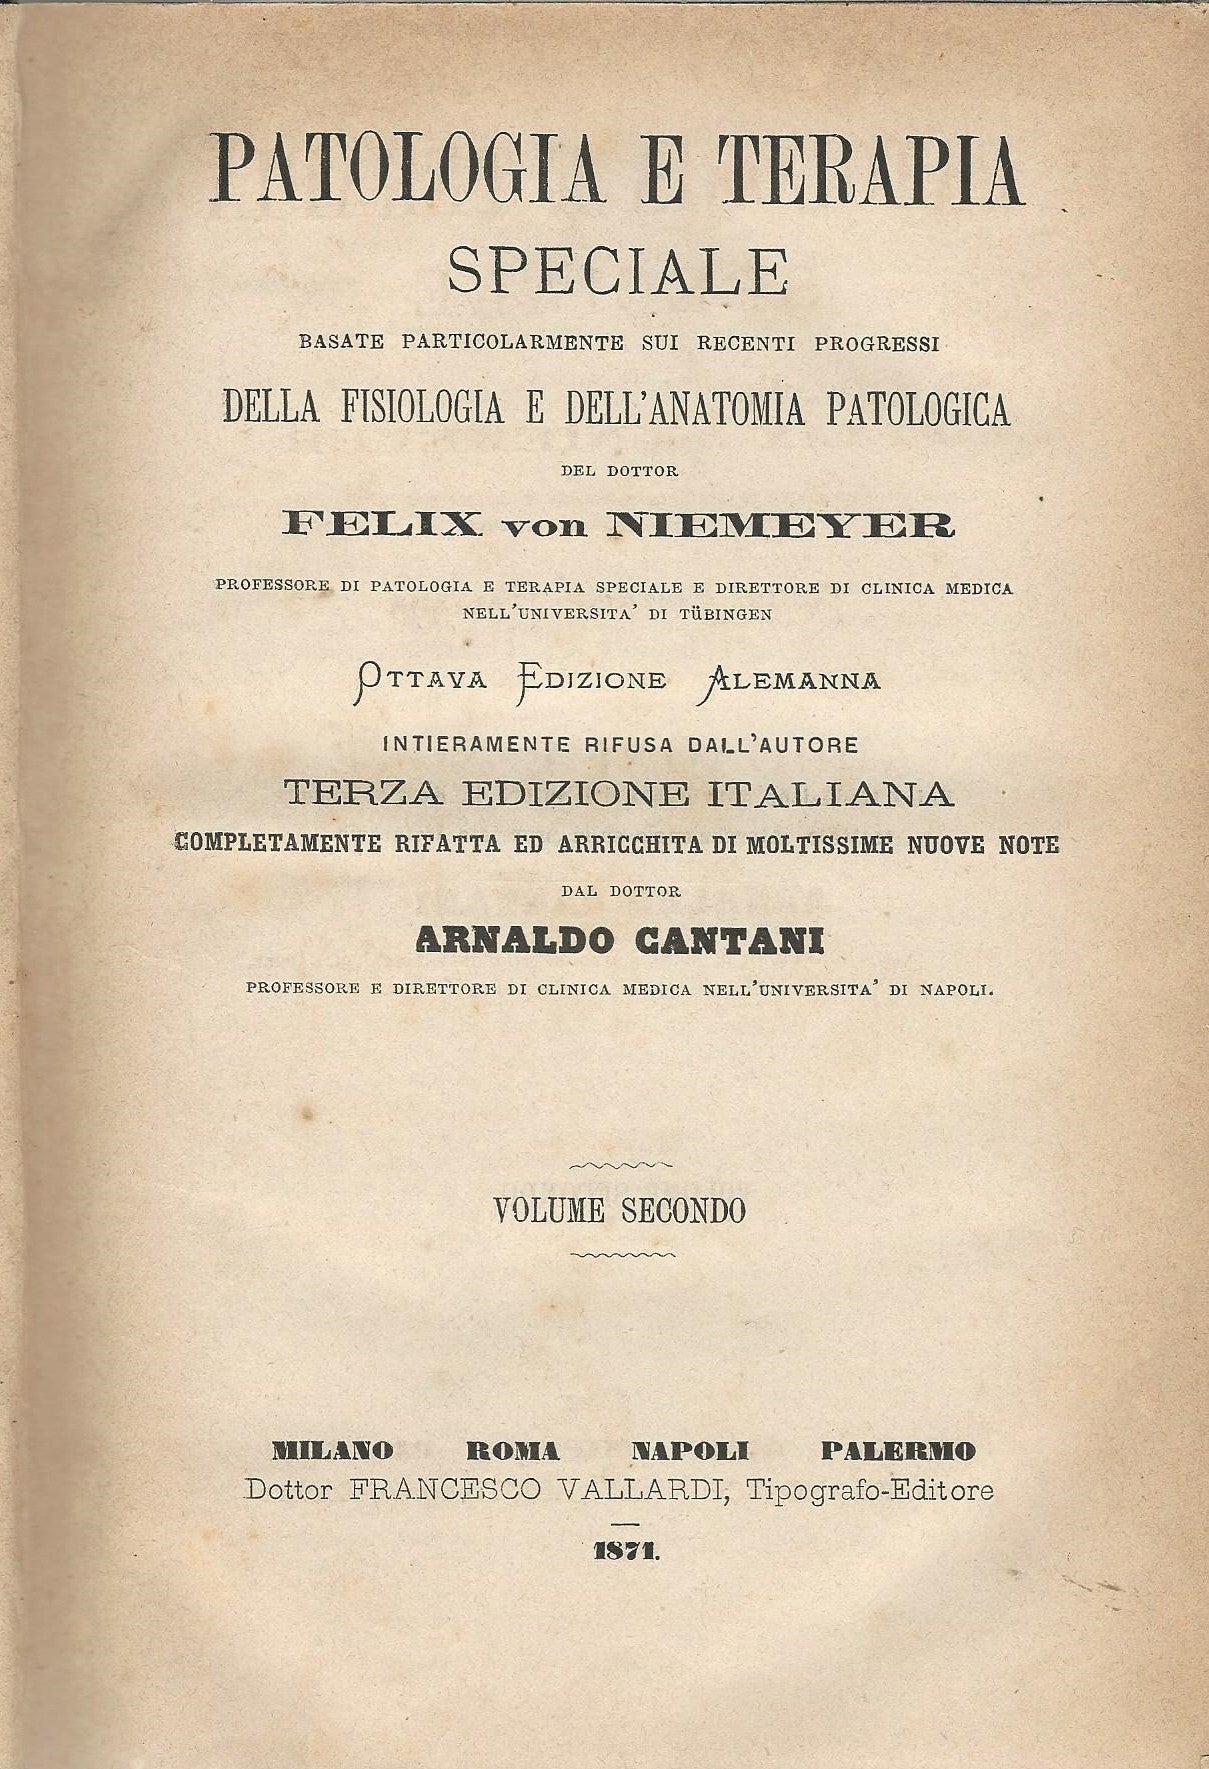 PATOLOGIA E TERAPIA
SPECIALE
BASATE PARTICOLARMENTE SUI RECENTI PROGRESSI
DELLA FISIOLOGIA E DELL'ANATOMIA PATOLOGICA
DEL DOTTOR
FELIX von NIEMEYER
PROFESSORE DI PATOLOGIA E TERAPIA SPECIALE E DIRETTORE DI CLINICA MEDICA
NELL'UNIVERSITA' DI TÜBINGEN
OTTAVA EDIZIONE ALEMANNA
INTIERAMENTE RIFUSA DALL'AUTORE
TERZA EDIZIONE ITALIANA
COMPLETAMENTE RIFATTA ED ARRICCHITA DI MOLTISSIME NUOVE NOTE
DAL DOTTOR
ARNALDO CANTANI
PROFESSORE E DIRETTORE DI CLINICA MEDICA NELL'UNIVERSITA' DI NAPOLI.
VOLUME SECONDO
MILANO ROMA NAPOLI PALERMO
Dottor FRANCESCO VALLARDI, Tipografo-Editore
1871.